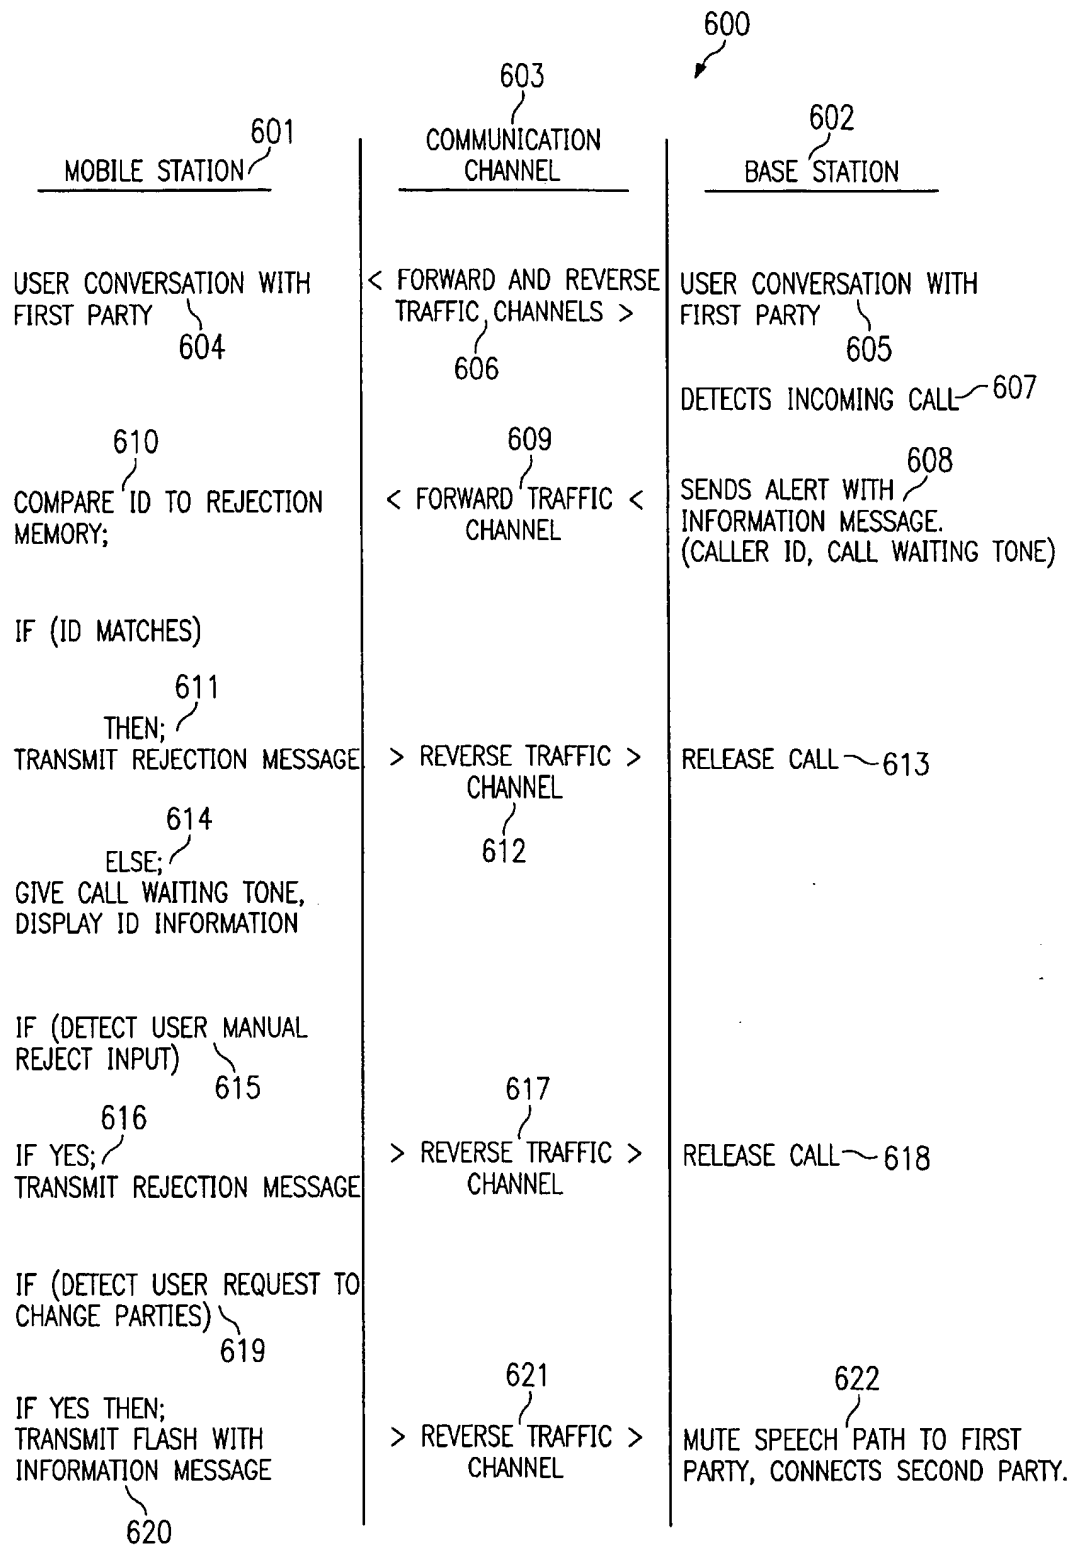 600
603
601
COMMUNICATION
CHANNEL
602
MOBILE STATION
BASE STATION
USER CONVERSATION WITH
FIRST PARTY
604
< FORWARD AND REVERSE
TRAFFIC CHANNELS >
606
USER CONVERSATION WITH
FIRST PARTY
605
DETECTS INCOMING CALL
607
610
COMPARE ID TO REJECTION
MEMORY;
609
< FORWARD TRAFFIC <
CHANNEL
608
SENDS ALERT WITH
INFORMATION MESSAGE.
(CALLER ID, CALL WAITING TONE)
IF (ID MATCHES)
611
THEN;
TRANSMIT REJECTION MESSAGE
> REVERSE TRAFFIC >
CHANNEL
612
RELEASE CALL
613
614
ELSE;
GIVE CALL WAITING TONE,
DISPLAY ID INFORMATION
IF (DETECT USER MANUAL
REJECT INPUT)
615
616
IF YES;
TRANSMIT REJECTION MESSAGE
617
> REVERSE TRAFFIC >
CHANNEL
RELEASE CALL
618
IF (DETECT USER REQUEST TO
CHANGE PARTIES)
619
IF YES THEN;
TRANSMIT FLASH WITH
INFORMATION MESSAGE
620
621
> REVERSE TRAFFIC >
CHANNEL
622
MUTE SPEECH PATH TO FIRST
PARTY, CONNECTS SECOND PARTY.